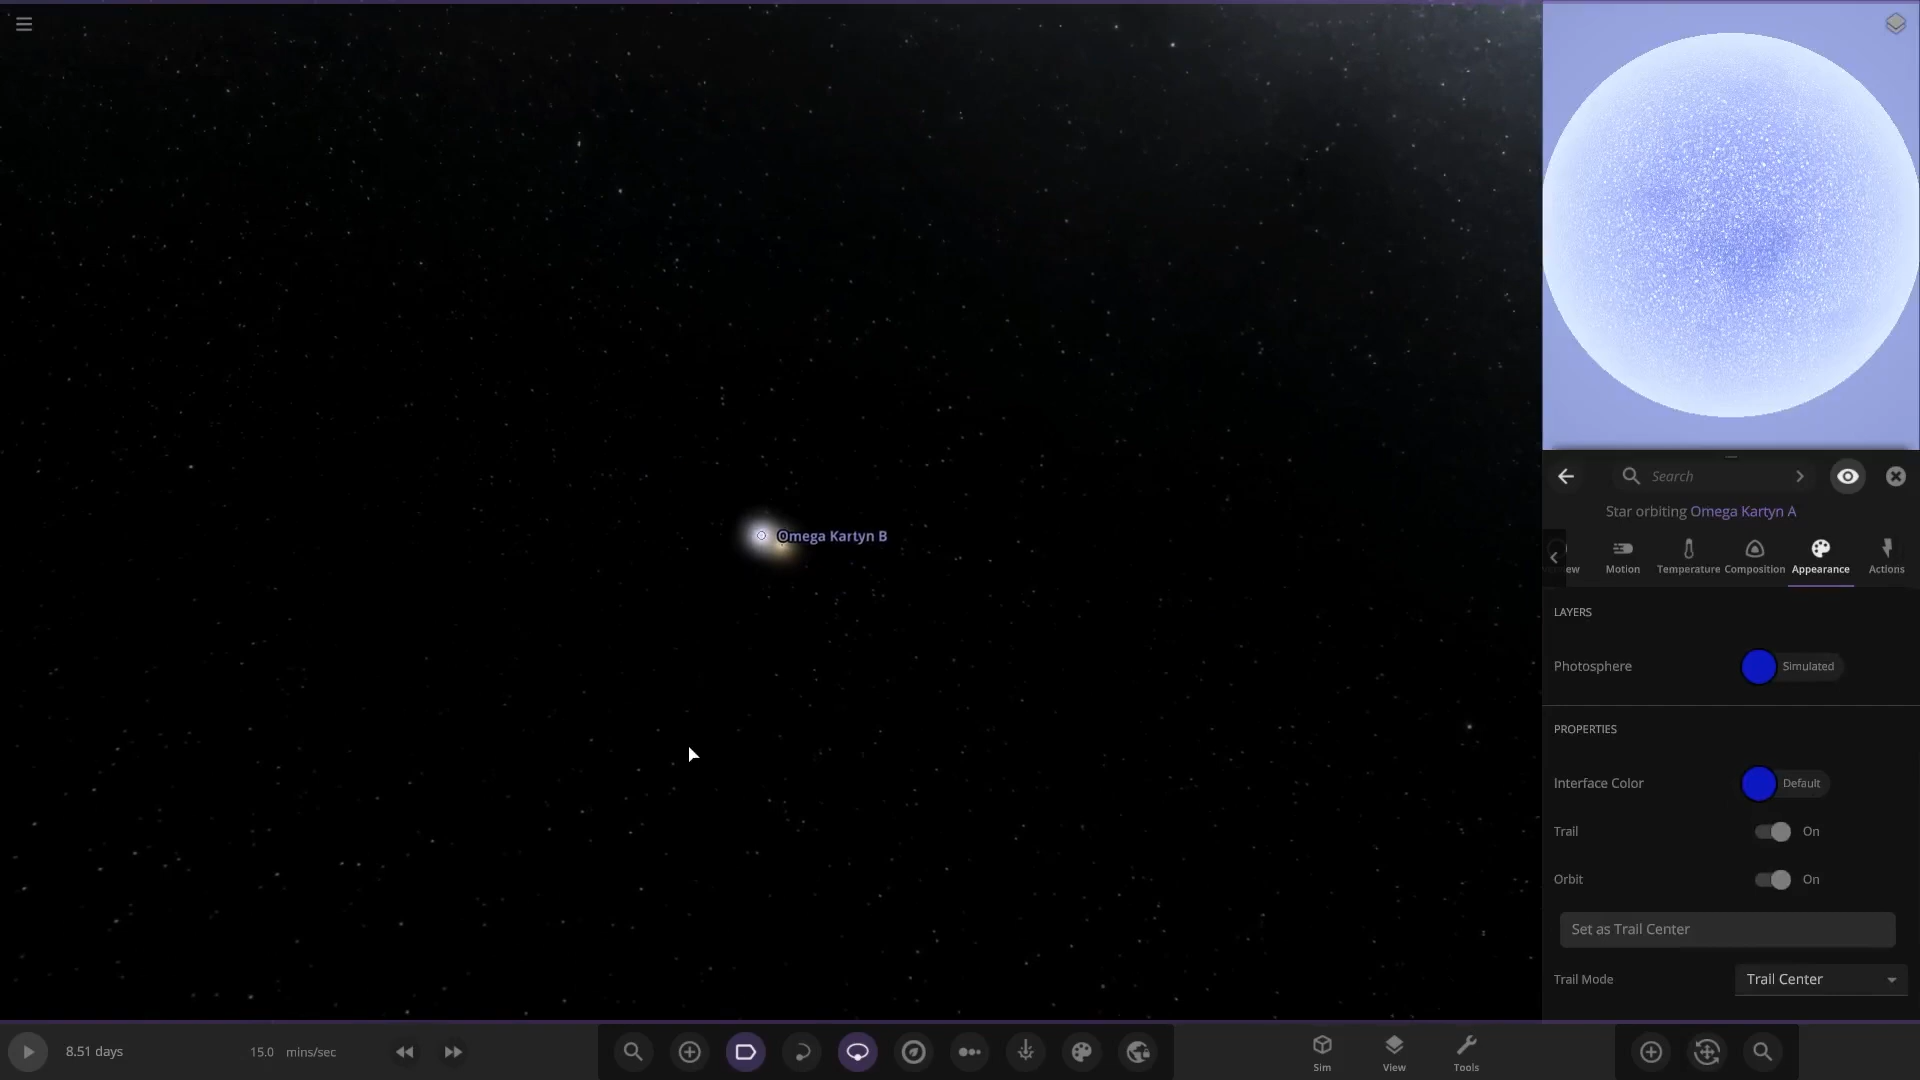 Omega Kartyn B
Search
Star orbiting Omega Kartyn A
Motion
Temperature
Composition
Appearance
Actions
LAYERS
Photosphere
Simulated
PROPERTIES
Interface Color
Default
Trail
On
Orbit
On
Set as Trail Center
Trail Mode
Trail Center
8.51 days
15.0 mins/sec
Sim
View
Tools